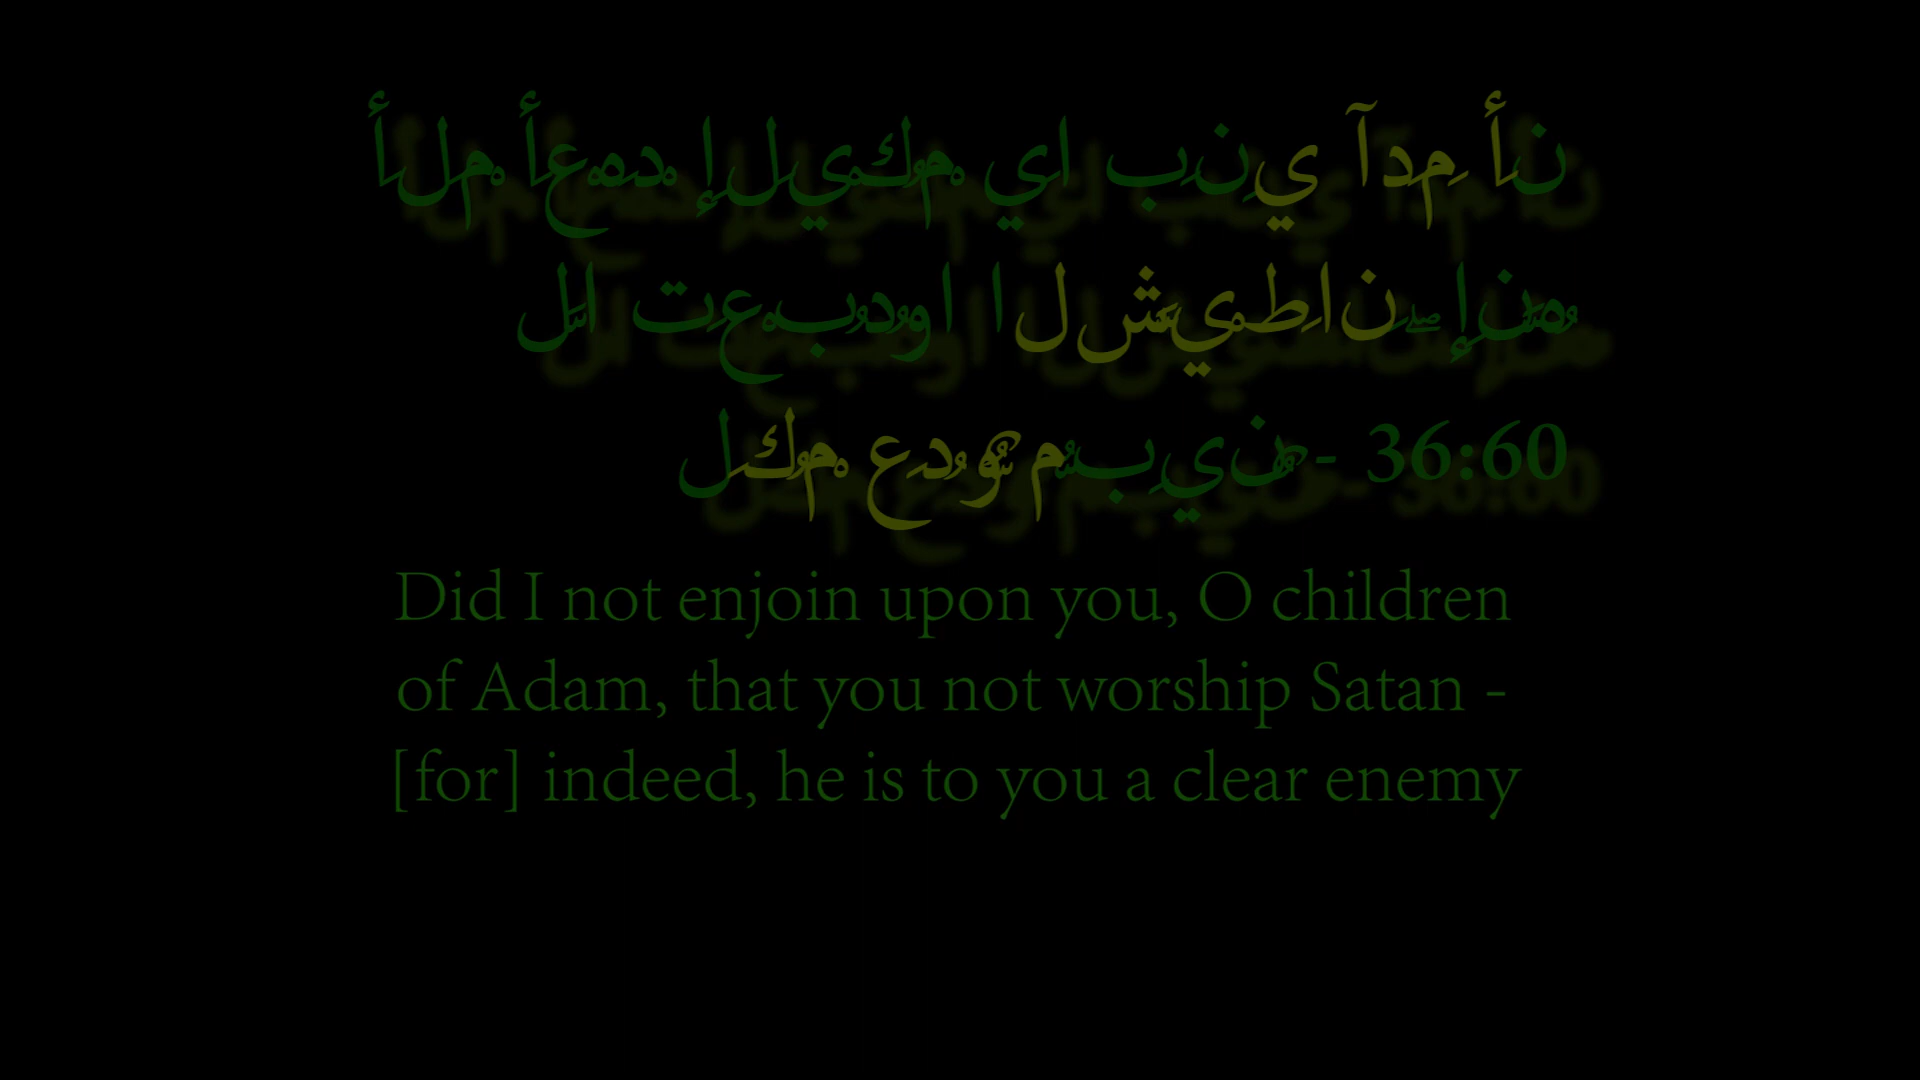 أَلَمْ أَعْهَدْ إِلَيْكُمْ يَا بَنِي آدَمَ أَن
لَّا تَعْبُدُوا الشَّيْطَانَ ۖ إِنَّهُ
لَكُمْ عَدُوٌّ مُّبِينٌ - 36:60
Did I not enjoin upon you, O children
of Adam, that you not worship Satan -
[for] indeed, he is to you a clear enemy